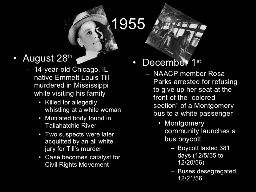 1955
• August 28th
– 14 year old Chicago, IL
native Emmett Louis Till
murdered in Mississippi
while visiting his family
• Killed for allegedly
whistling at a white woman
• Mutilated body found in
Tallahatchie River
• Two suspects were later
acquitted by an all white
jury for Till's murder
• Case becomes catalyst for
Civil Rights Movement
• December 1st
– NAACP member Rosa
Parks arrested for refusing
to give up her seat at the
front of the "colored
section" of a Montgomery
bus to a white passenger
• Montgomery
community launches a
bus boycott
– Boycott lasted 381
days (12/5/55 to
12/20/56)
– Buses desegregated
12/21/56